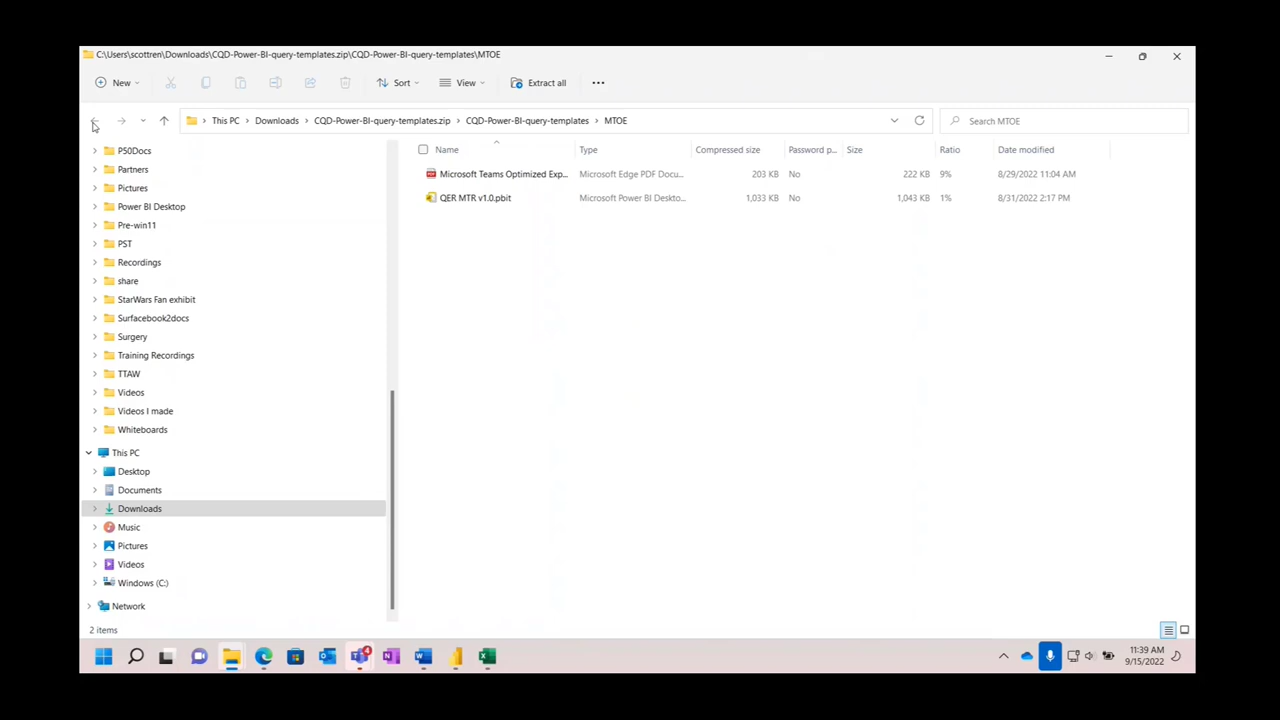 C:\Users\scottren\Downloads\CQD-Power-BI-query-templates.zip\CQD-Power-BI-query-templates\MTOE
New Sort View Extract all
This PC Downloads CQD-Power-BI-query-templates.zip CQD-Power-BI-query-templates MTOE Search MTOE
Name Type Compressed size Password p... Size Ratio Date modified
Microsoft Teams Optimized Exp... Microsoft Edge PDF Docu... 203 KB No 222 KB 9% 8/29/2022 11:04 AM
QER MTR v1.0.pbit Microsoft Power BI Deskto... 1,033 KB No 1,043 KB 1% 8/31/2022 2:17 PM
P50Docs
Partners
Pictures
Power BI Desktop
Pre-win11
PST
Recordings
share
StarWars Fan exhibit
Surfacebook2docs
Surgery
Training Recordings
TTAW
Videos
Videos I made
Whiteboards
This PC
Desktop
Documents
Downloads
Music
Pictures
Videos
Windows (C:)
Network
2 items
4
11:39 AM
9/15/2022